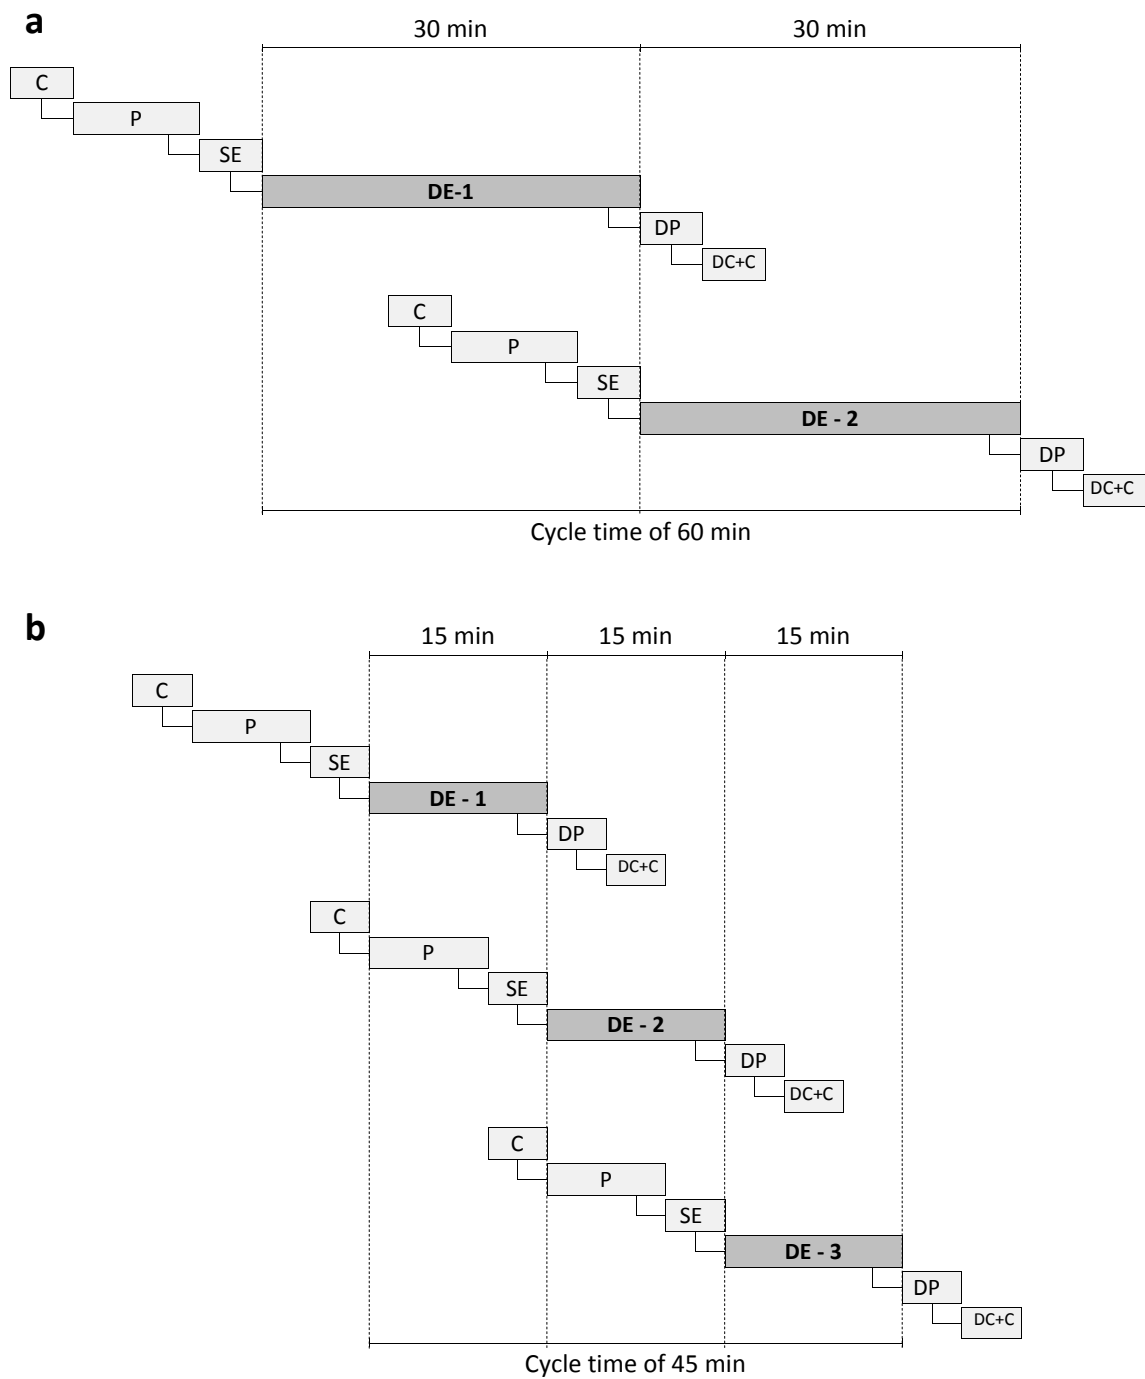 a
30 min 30 min
C
P
SE
DE-1
DP
DC+C
C
P
SE
DE - 2
DP
DC+C
Cycle time of 60 min
b
15 min 15 min 15 min
C
P
SE
DE - 1
DP
DC+C
C
P
SE
DE - 2
DP
DC+C
C
P
SE
DE - 3
DP
DC+C
Cycle time of 45 min